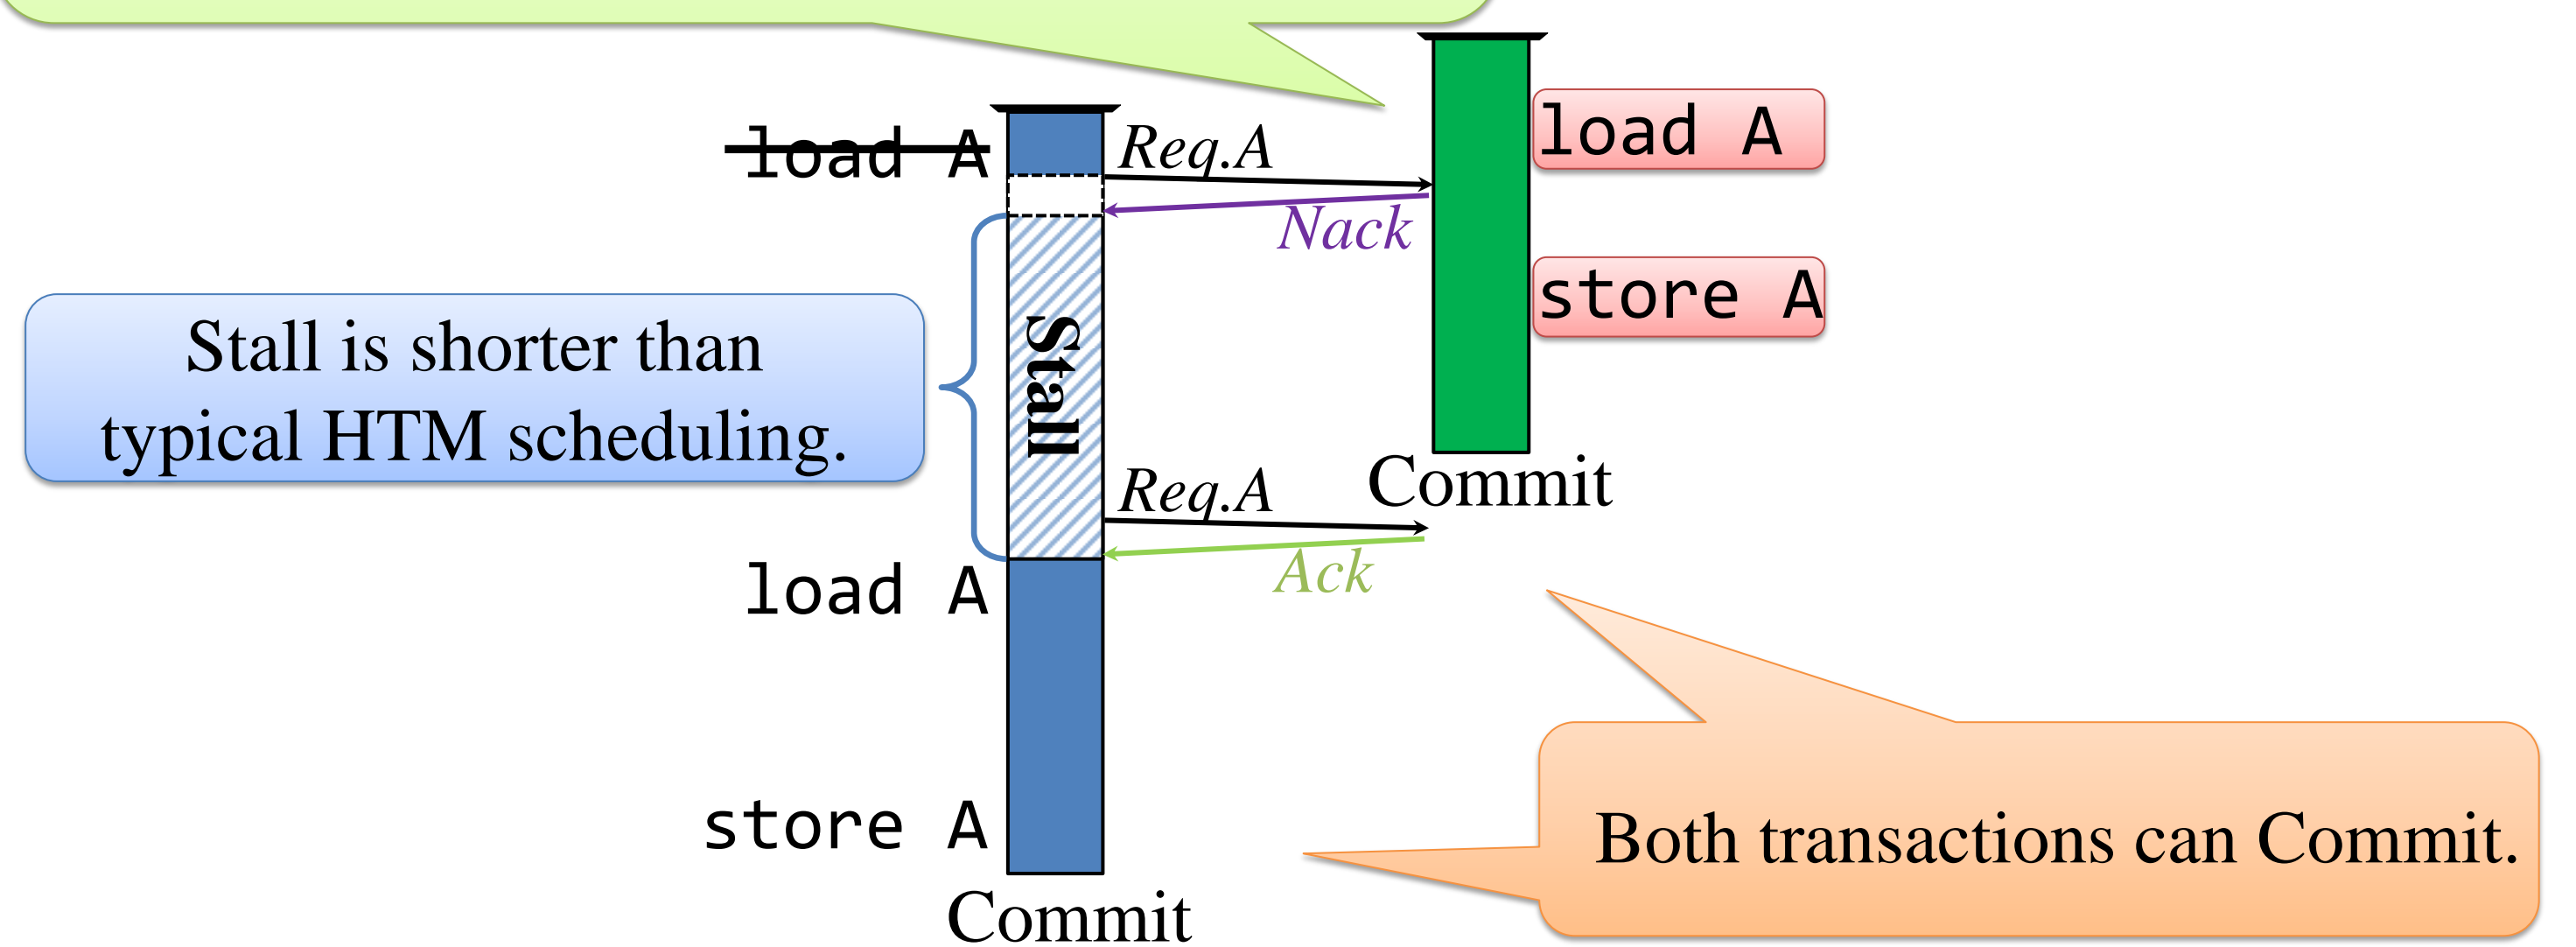 load A
Req.A
load A
Nack
store A
Stall is shorter than
typical HTM scheduling.
Stall
Req.A
Commit
Ack
load A
store A
Both transactions can Commit.
Commit